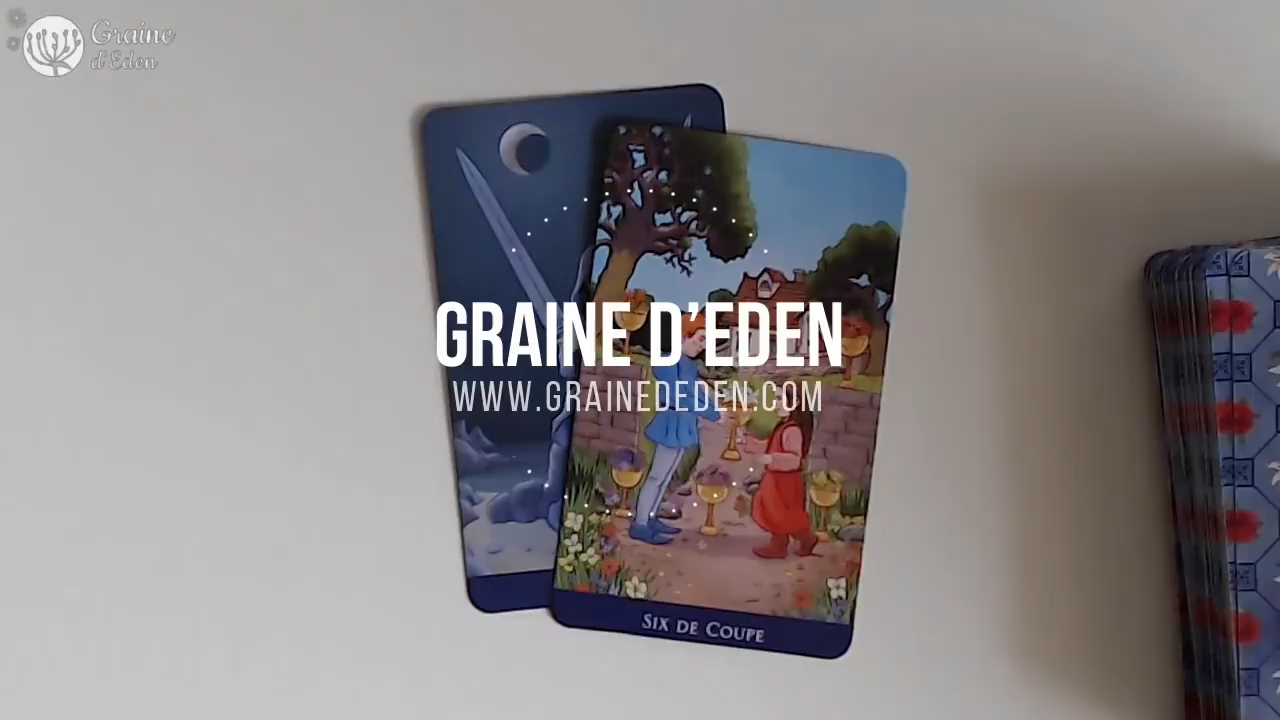 Graine
d'Eden
GRAINE D'EDEN
WWW.GRAINEDEDEN.COM
SIX DE COUPE